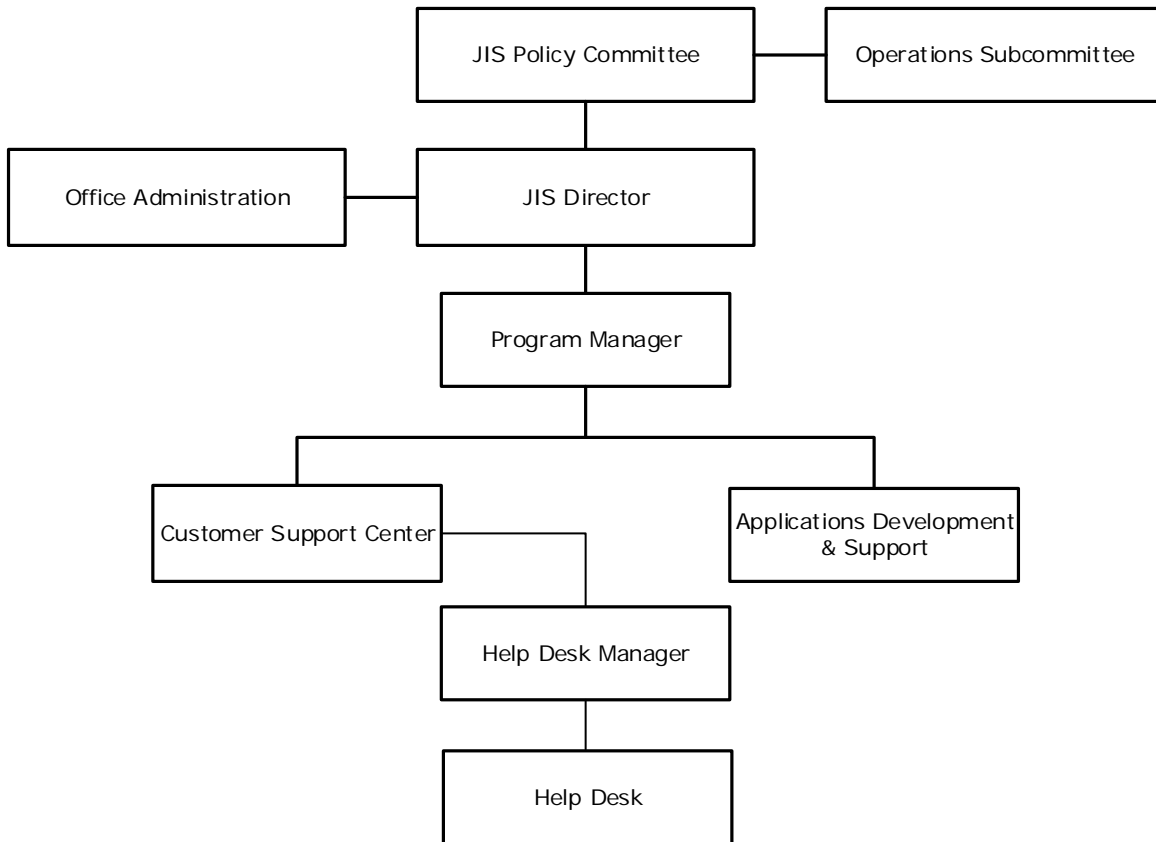 JIS Policy Committee
Operations Subcommittee
Office Administration
JIS Director
Program Manager
Customer Support Center
Applications Development
& Support
Help Desk Manager
Help Desk